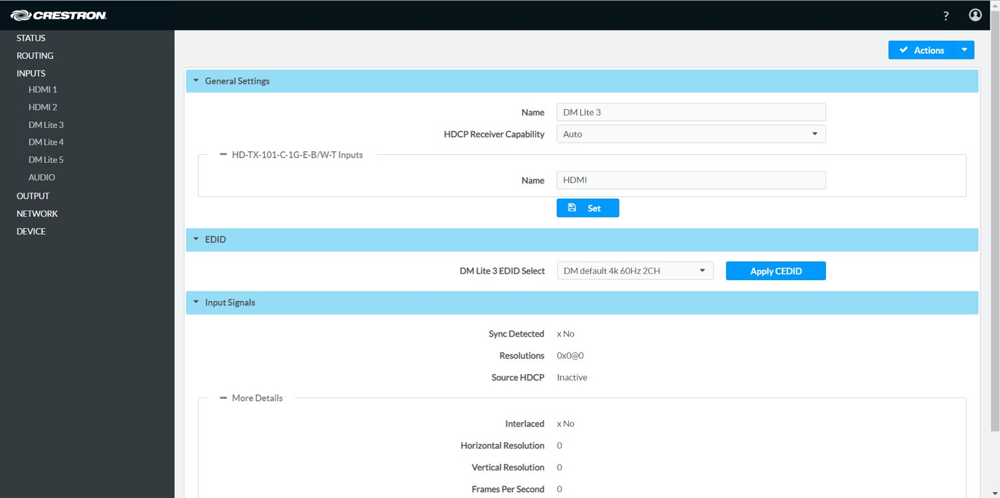 CRESTRON
?
STATUS
ROUTING
INPUTS
HDMI 1
HDMI 2
DM Lite 3
DM Lite 4
DM Lite 5
AUDIO
OUTPUT
NETWORK
DEVICE
Actions
General Settings
Name DM Lite 3
HDCP Receiver Capability Auto
HD-TX-101-C-1G-E-B/W-T Inputs
Name HDMI
Set
EDID
DM Lite 3 EDID Select DM default 4k 60Hz 2CH Apply CEDID
Input Signals
Sync Detected x No
Resolutions 0x0@0
Source HDCP Inactive
More Details
Interlaced x No
Horizontal Resolution 0
Vertical Resolution 0
Frames Per Second 0